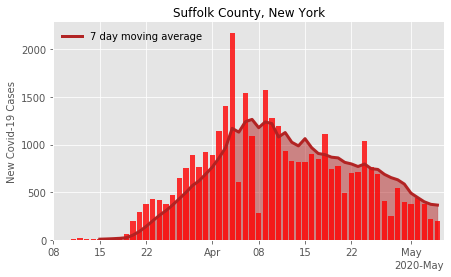 Suffolk County, New York
7 day moving average
New Covid-19 Cases
2000
1500
1000
500
0
08 15 22 Apr 08 15 22 May
2020-May